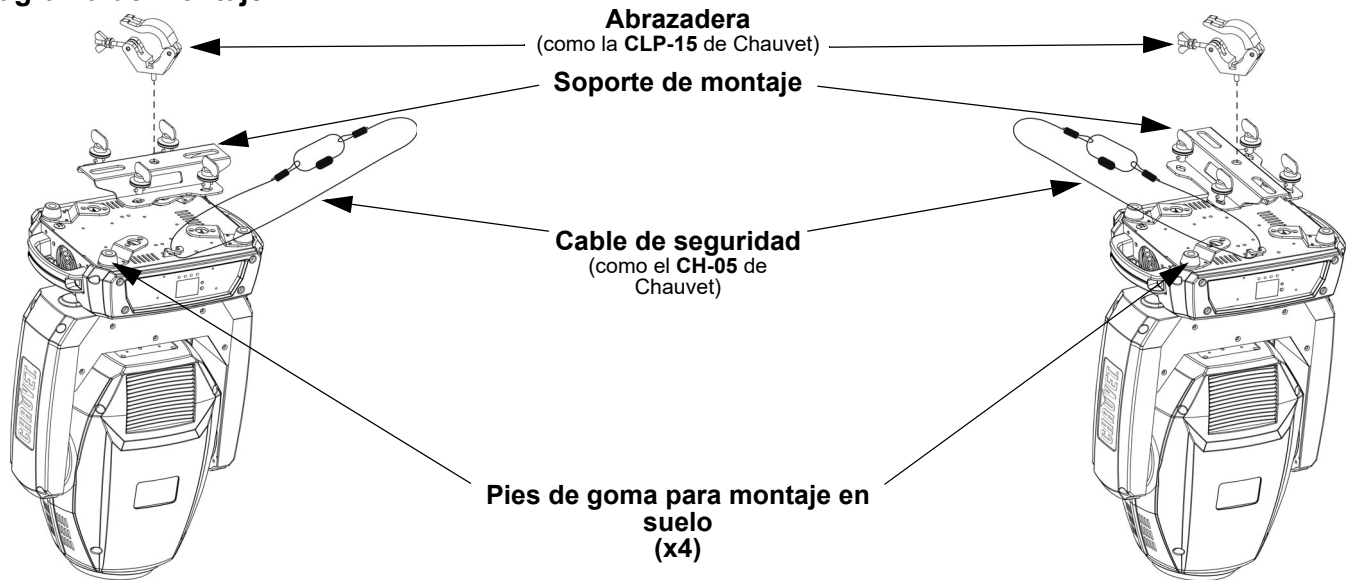 Abrazadera
(como la CLP-15 de Chauvet)
Soporte de montaje
Cable de seguridad
(como el CH-05 de
Chauvet)
Pies de goma para montaje en
suelo
(x4)
CHAUVET
CHAUVET